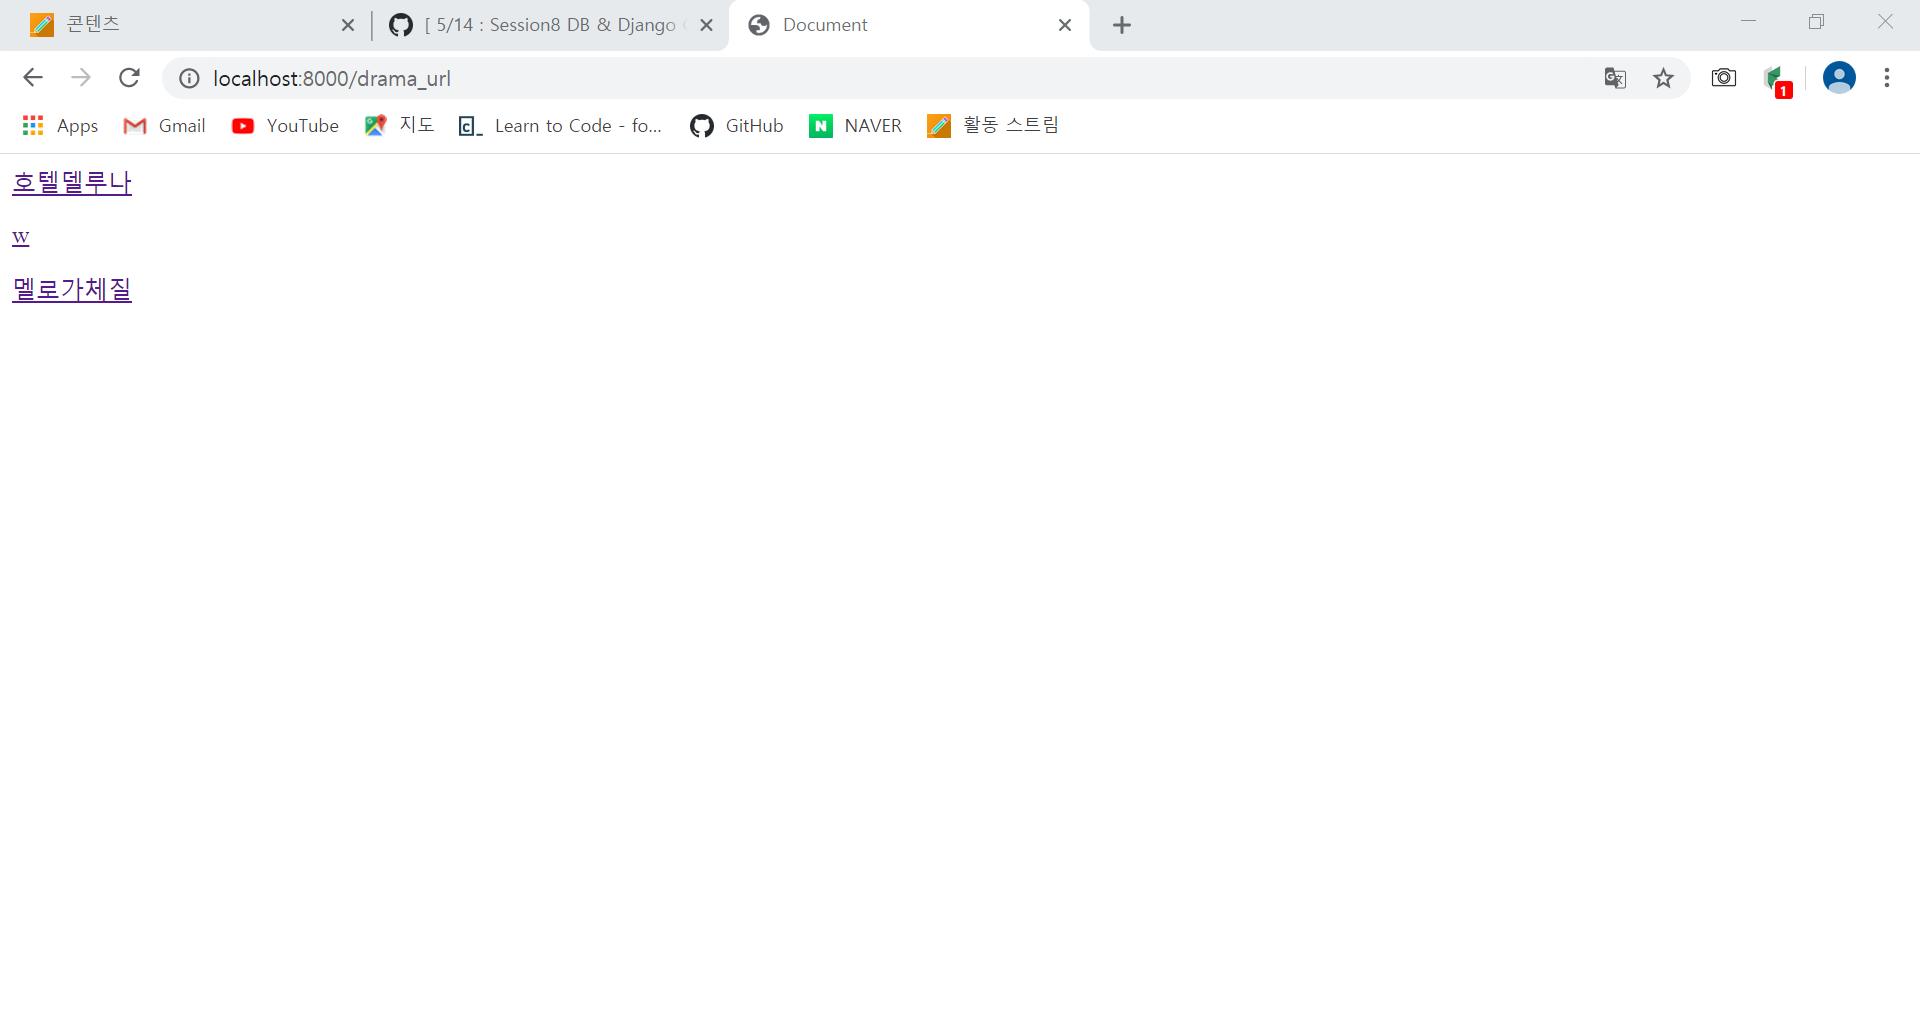 콘텐츠
[ 5/14 : Session8 DB & Django
Document
localhost:8000/drama_url
1
Apps
Gmail
YouTube
지도
Learn to Code - fo...
GitHub
N
NAVER
활동 스트림
호텔델루나
w
멜로가체질